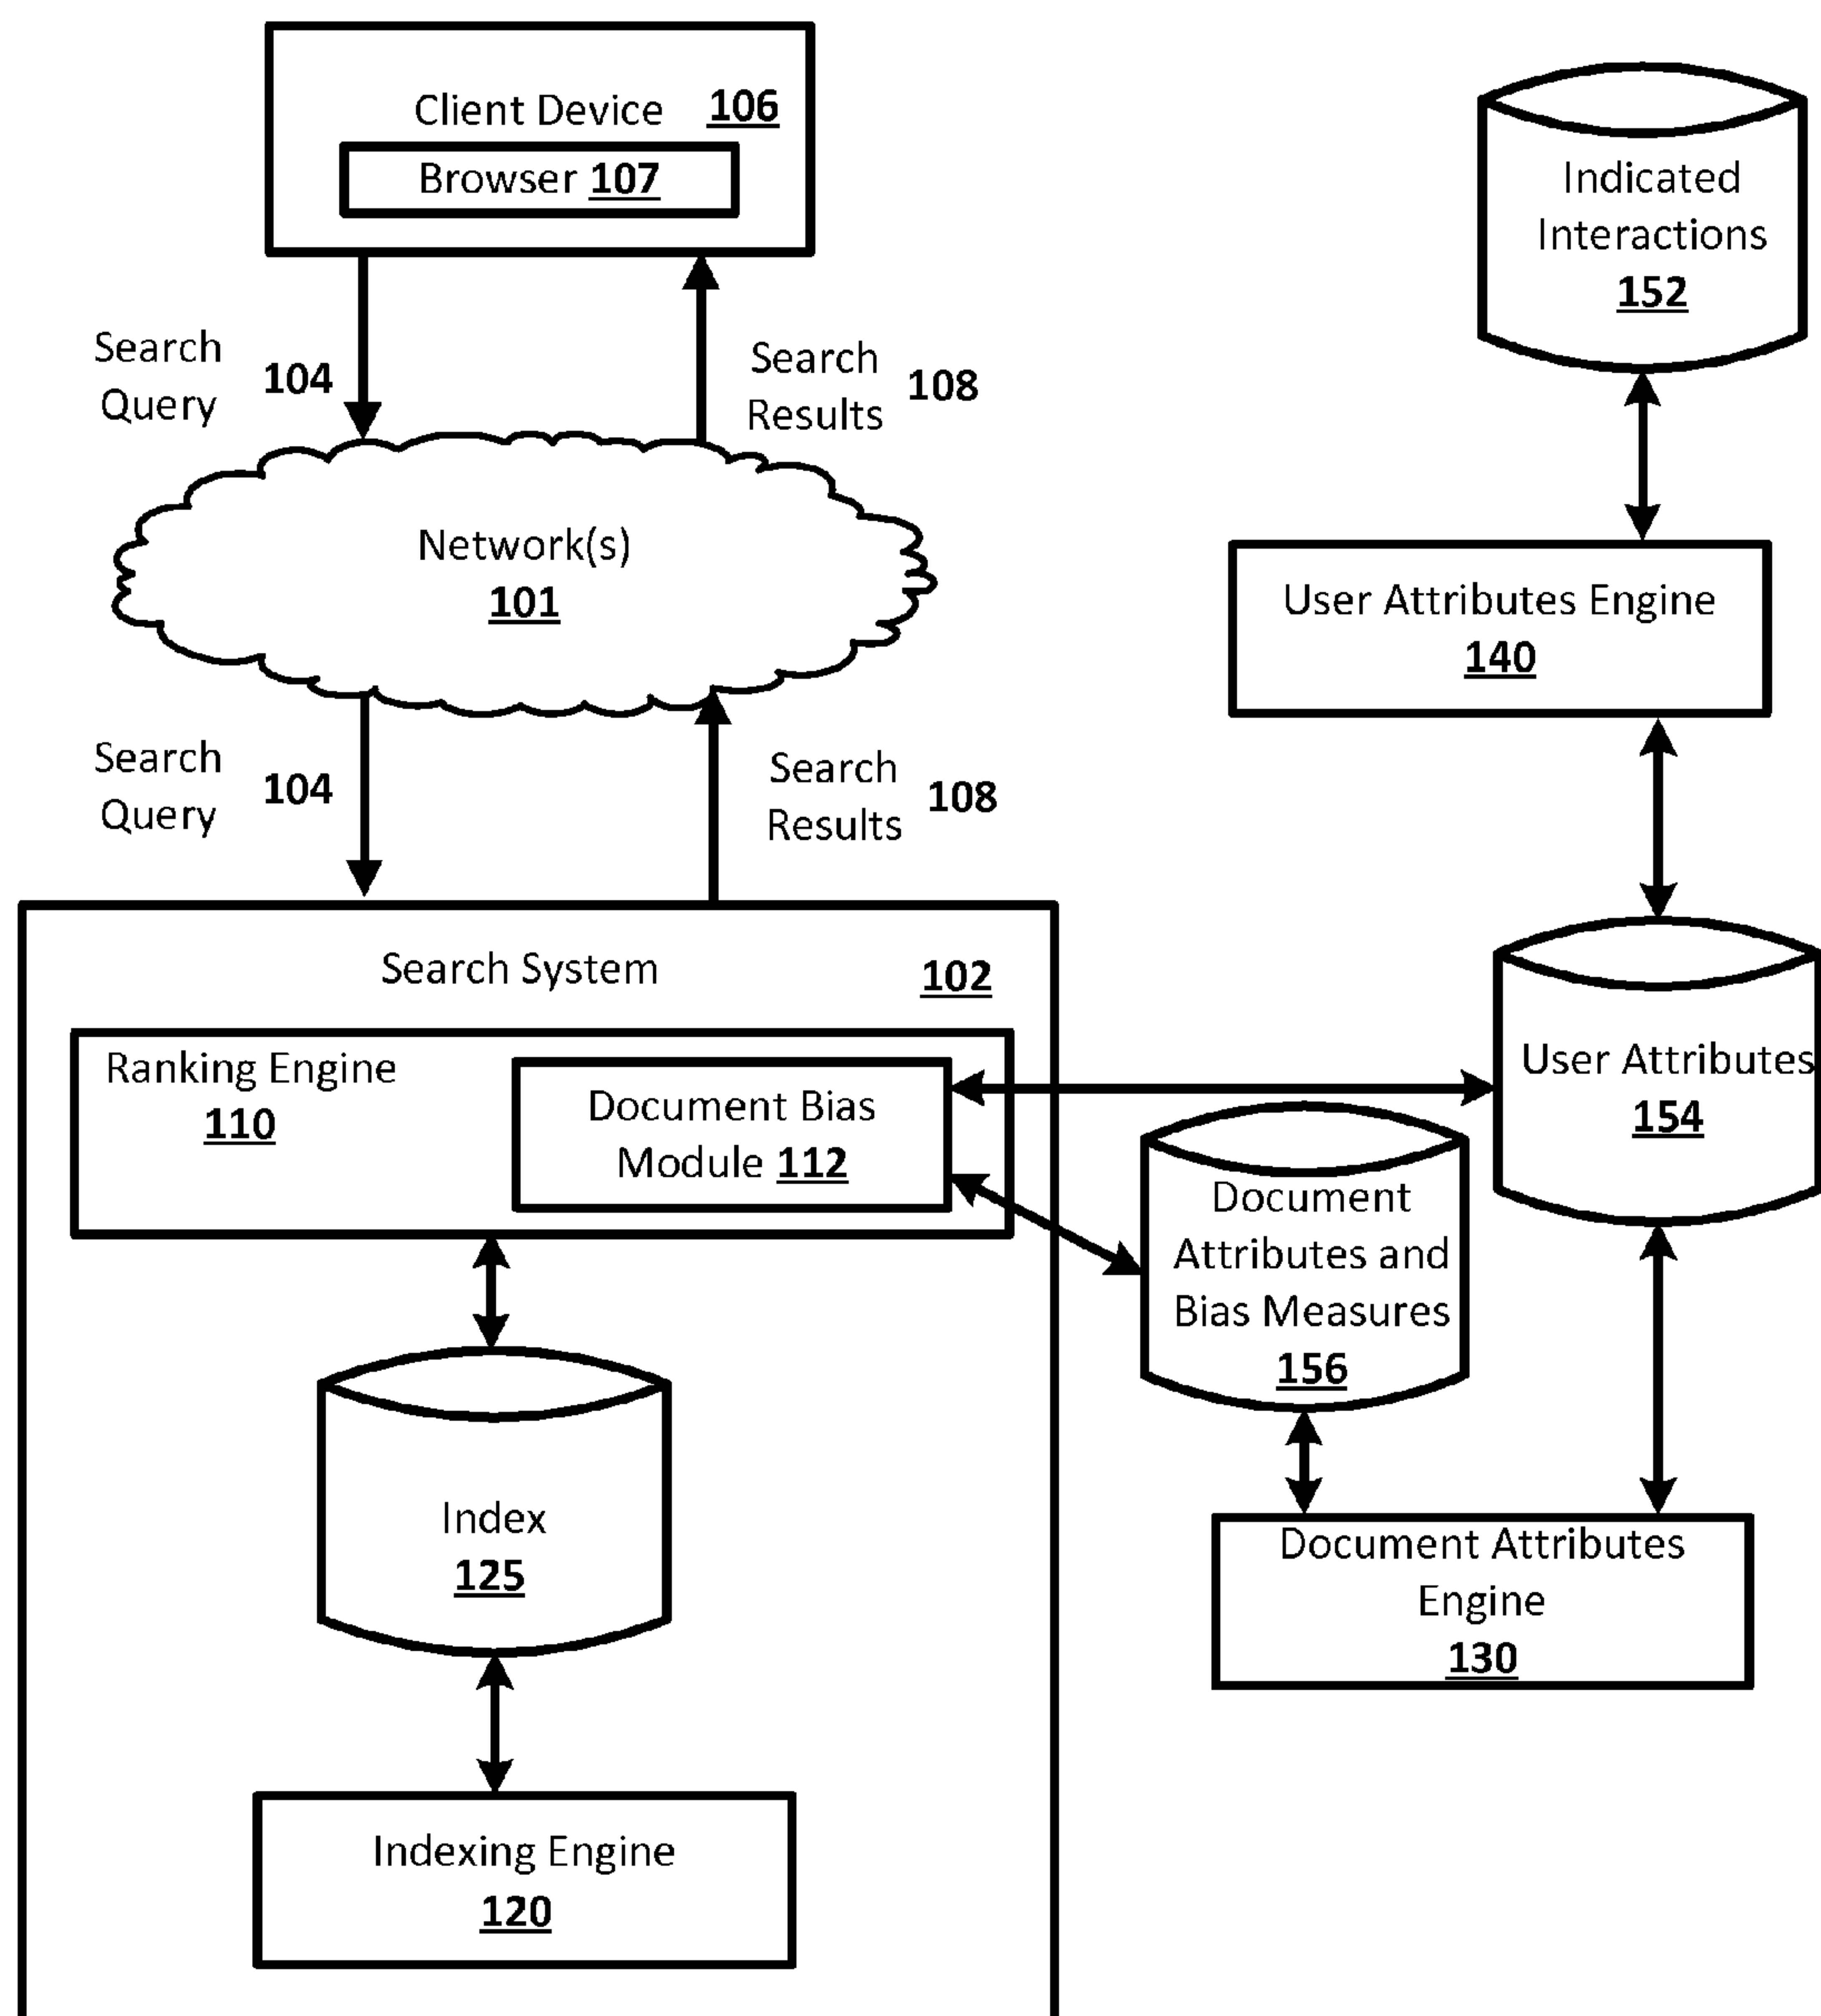 Client Device 106
Browser 107
Search
Query
104
Search
Results
108
Network(s)
101
Search
Query
104
Search
Results
108
Search System 102
Ranking Engine
110
Document Bias
Module 112
Index
125
Indexing Engine
120
Indicated
Interactions
152
User Attributes Engine
140
User Attributes
154
Document
Attributes and
Bias Measures
156
Document Attributes
Engine
130